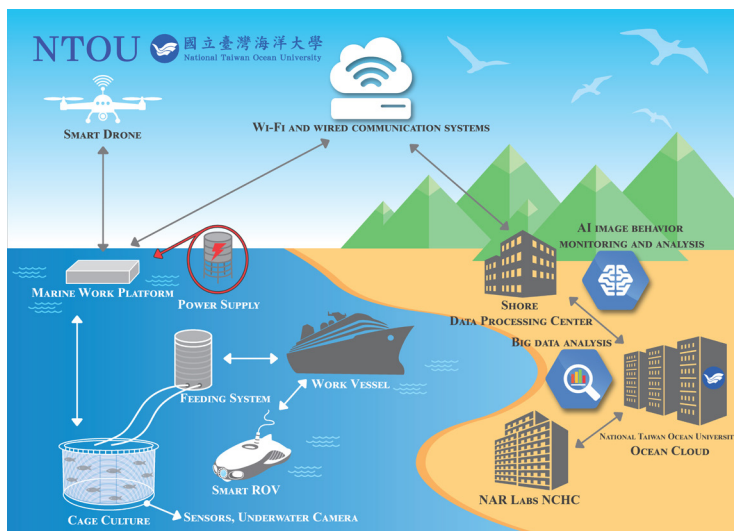 NTOU
國立臺灣海洋大學
National Taiwan Ocean University
SMART DRONE
WI-FI AND WIRED COMMUNICATION SYSTEMS
AI IMAGE BEHAVIOR
MONITORING AND ANALYSIS
MARINE WORK PLATFORM
POWER SUPPLY
SHORE
DATA PROCESSING CENTER
BIG DATA ANALYSIS
FEEDING SYSTEM
WORK VESSEL
NATIONAL TAIWAN OCEAN UNIVERSIT
OCEAN CLOUD
SMART ROV
NAR LABS NCHC
CAGE CULTURE
SENSORS, UNDERWATER CAMERA